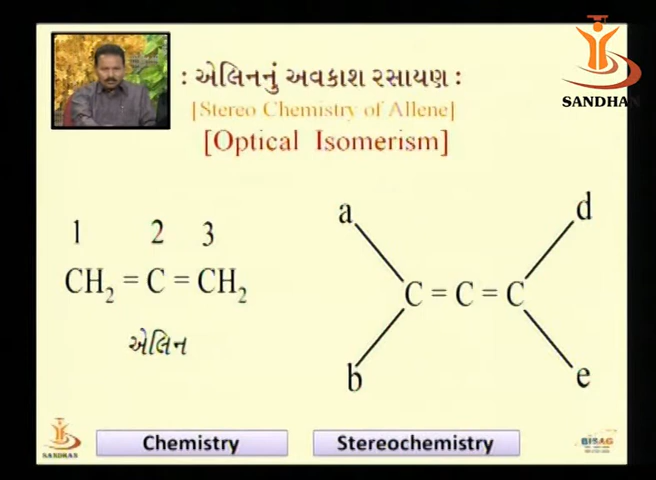 : એલિનનું અવકાશ રસાયણ :
SANDHAN
[Stereo Chemistry of Allene]
[Optical Isomerism]
1 2 3
CH₂ = C = CH₂
એલિન
a d
C = C = C
b e
SANDHAN
Chemistry
Stereochemistry
BISAG